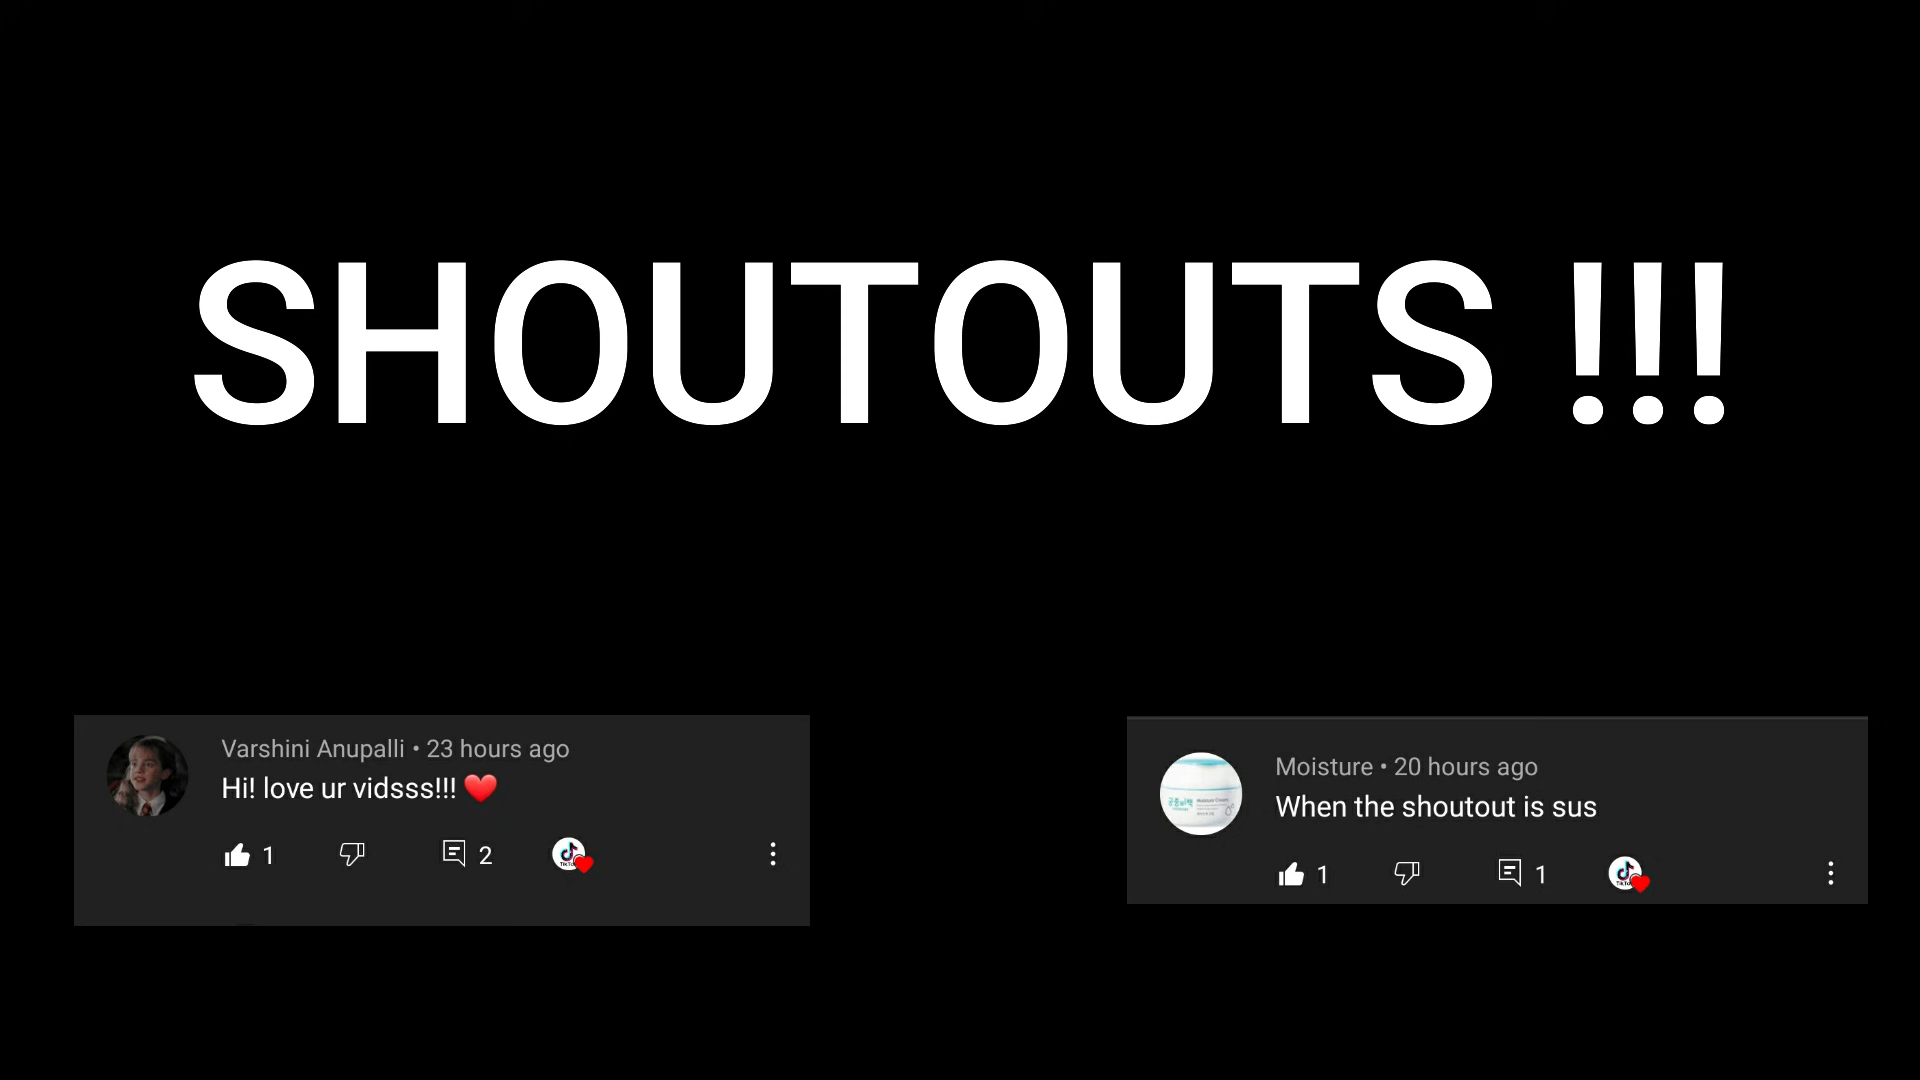 SHOUTOUTS !!!
Varshini Anupalli • 23 hours ago
Hi! love ur vidsss!!! ❤️
1 2
Moisture • 20 hours ago
When the shoutout is sus
1 1